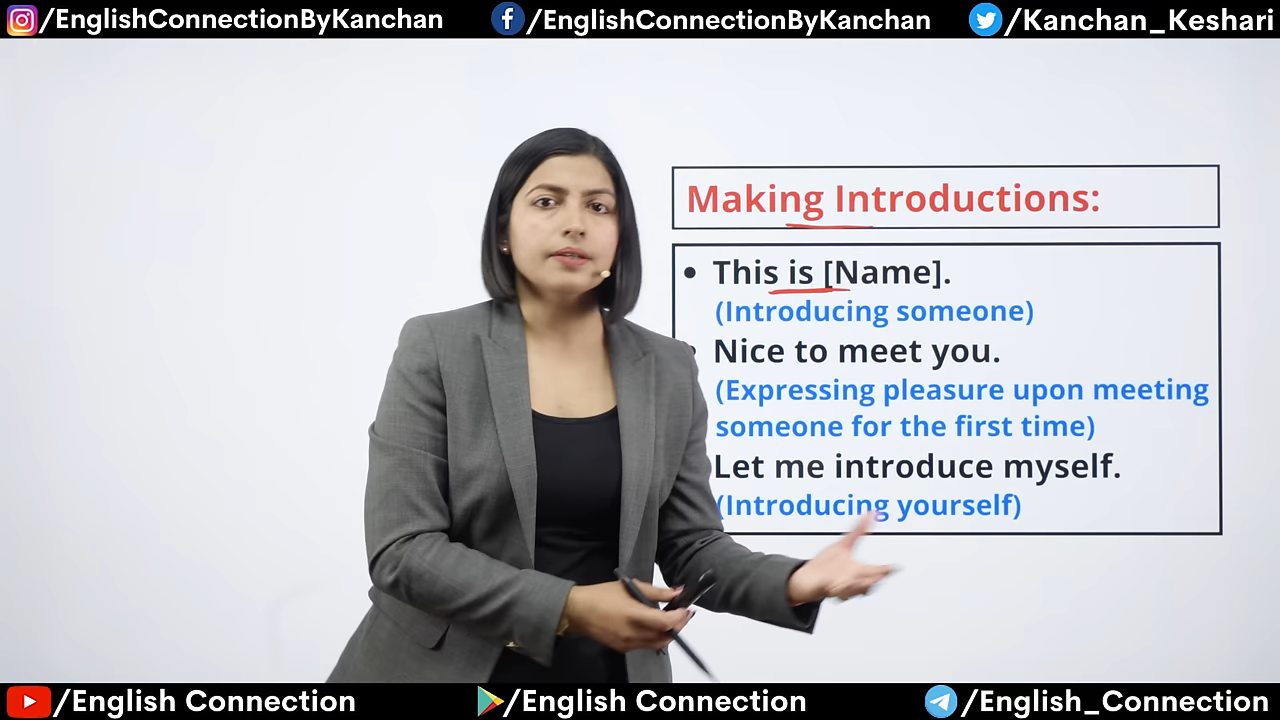 /EnglishConnectionByKanchan
/EnglishConnectionByKanchan
/Kanchan_Keshari
Making Introductions:
• This is [Name].
(Introducing someone)
• Nice to meet you.
(Expressing pleasure upon meeting
someone for the first time)
Let me introduce myself.
(Introducing yourself)
/English Connection
/English Connection
/English_Connection